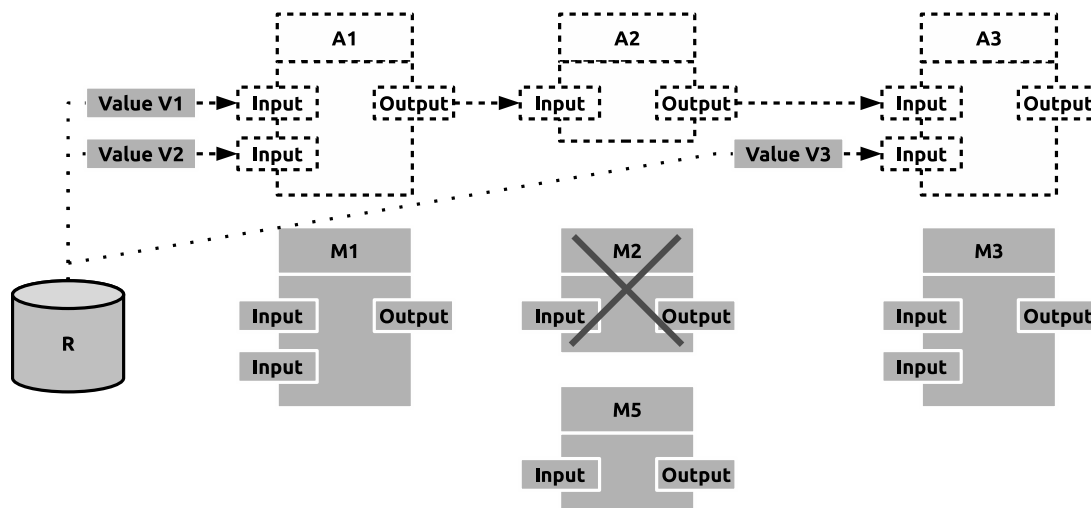 A1
A2
A3
Value V1
Input
Output
Input
Output
Input
Output
Value V2
Input
Value V3
Input
M1
M2
M3
Input
Output
Input
Output
Input
Output
R
Input
Input
M5
Input
Output